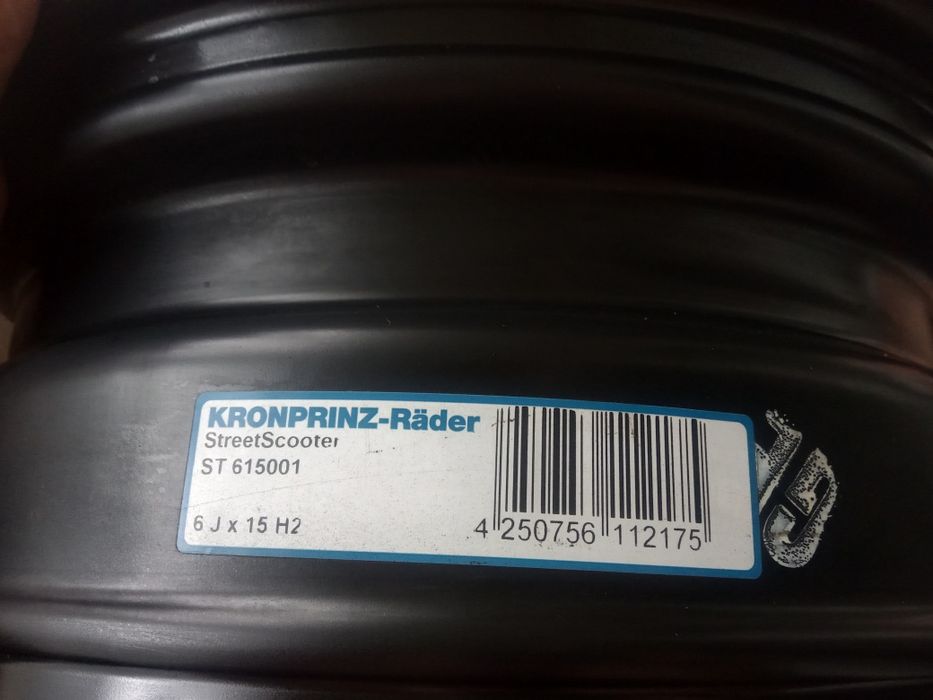 KRONPRINZ-Räder
StreetScooter
ST 615001
6 J x 15 H2
4 250756 112175